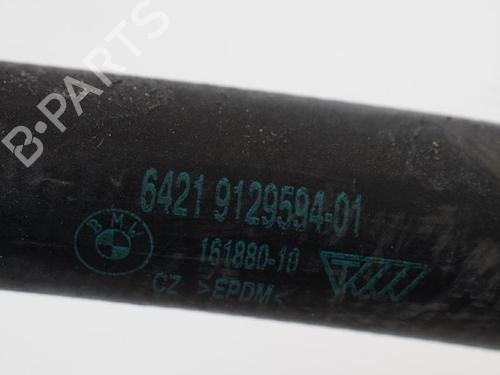 B-PARTS
6421 9129594-01
BMW
161880-10
CZ >EPDM<